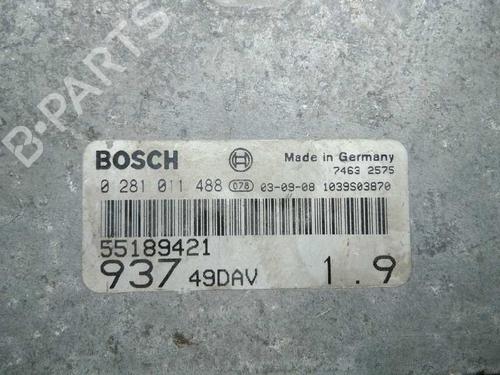 B-PARTS
BOSCH Made in Germany
7463 2575
0 281 011 488 078 03-09-08 1039S03870
55189421
937 49DAV 1.9